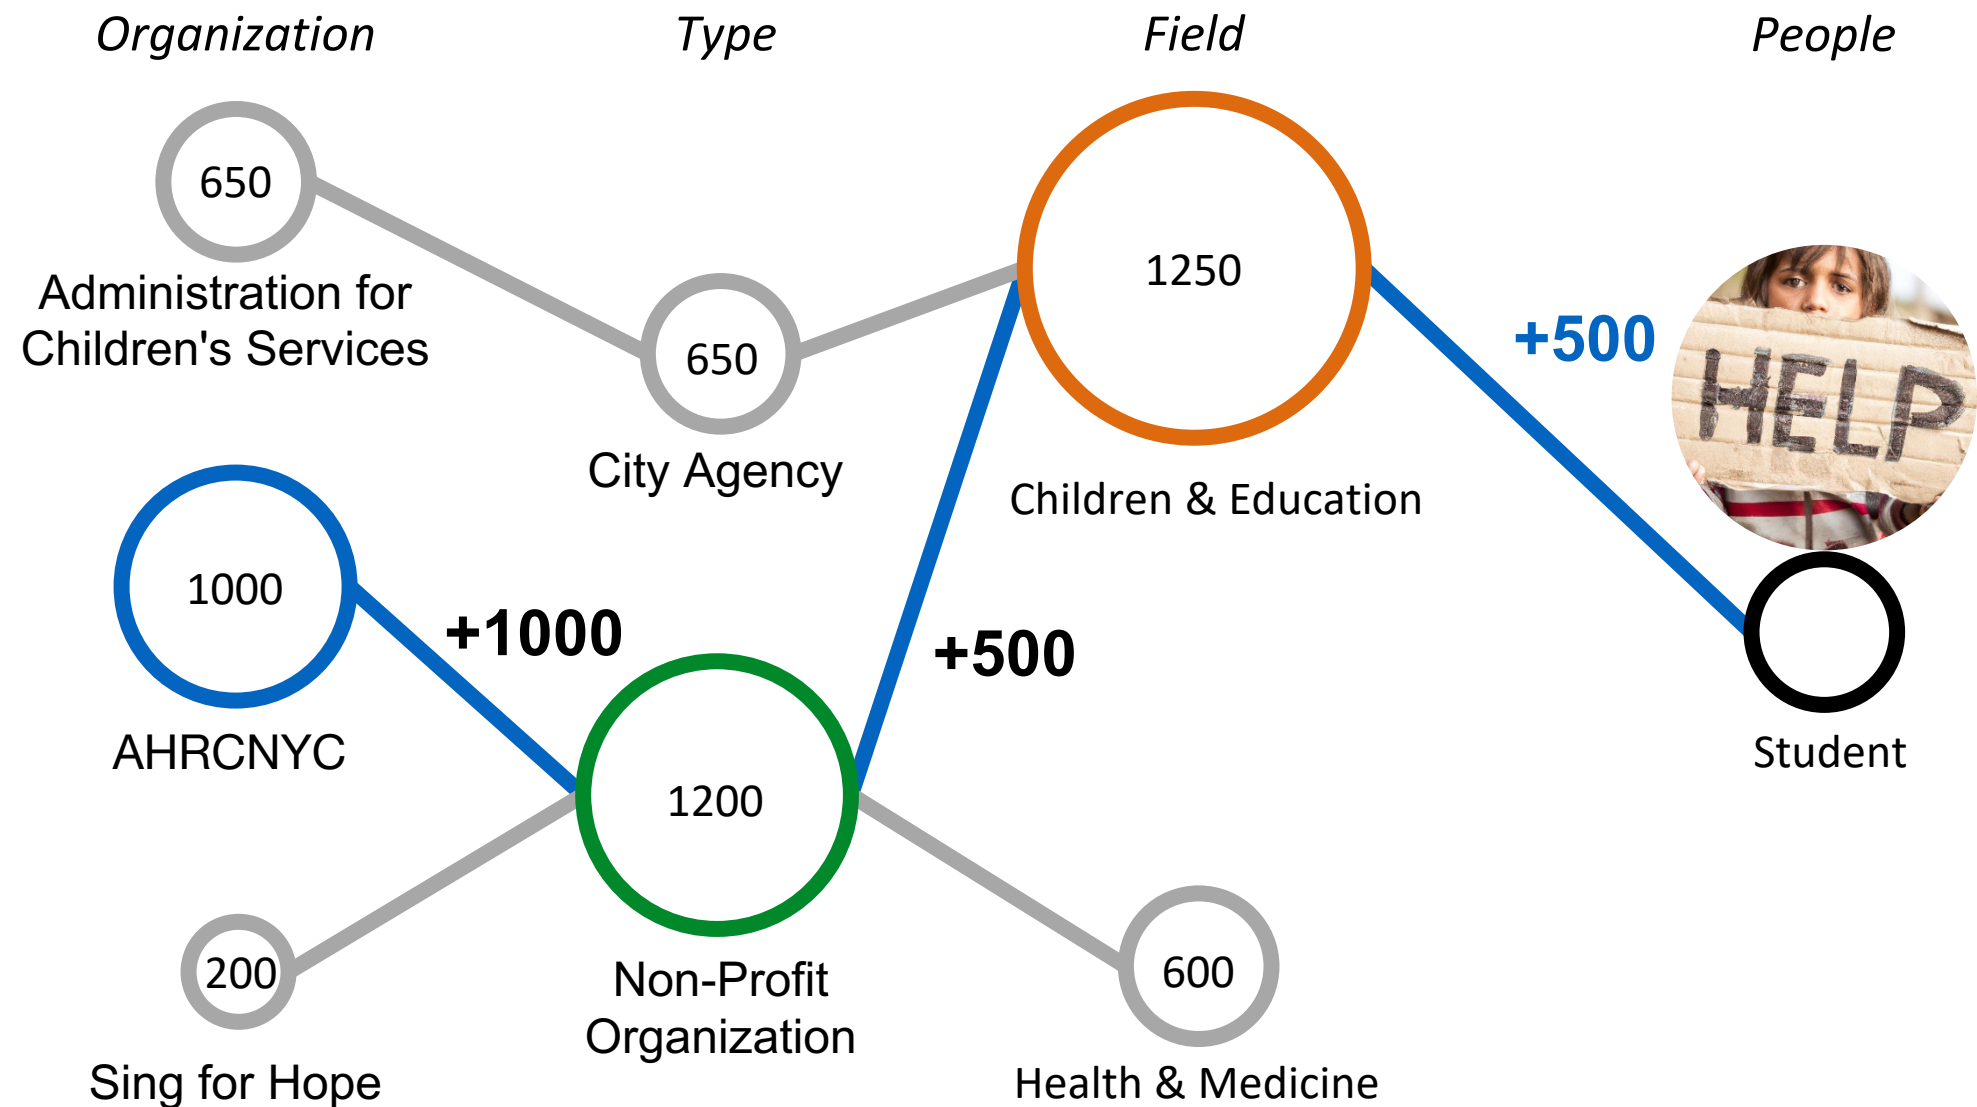 Organization
Type
Field
People
650
Administration for
Children's Services
650
City Agency
1250
Children & Education
+500
HELP
1000
AHRCNYC
+1000
+500
1200
Non-Profit
Organization
Student
200
Sing for Hope
600
Health & Medicine